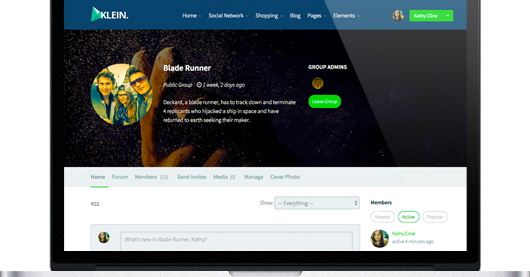 KLEIN.
Home
Social Network
Shopping
Blog
Pages
Elements
Kathy Cline
Blade Runner
Public Group
1 week, 2 days ago
Deckard, a blade runner, has to track down and terminate
4 replicants who hijacked a ship in space and have
returned to earth seeking their maker.
GROUP ADMINS
Leave Group
Home
Forum
Members (13)
Send Invites
Media (0)
Manage
Cover Photo
RSS
Show:
— Everything —
What's new in Blade Runner, Kathy?
Members
Newest
Active
Popular
Kathy Cline
active 4 minutes ago